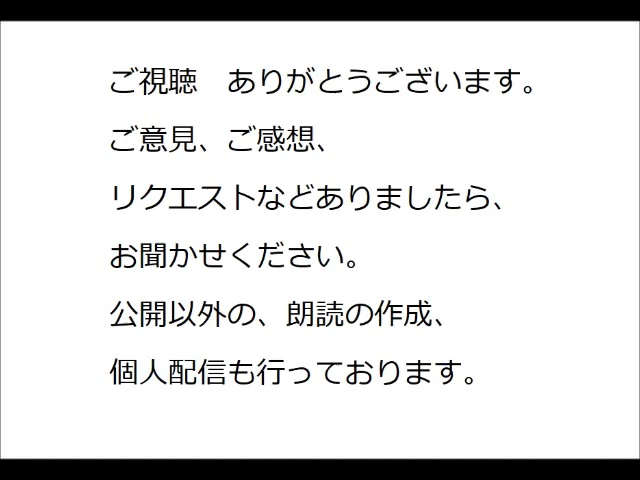 ご視聴　ありがとうございます。
ご意見、ご感想、
リクエストなどありましたら、
お聞かせください。
公開以外の、朗読の作成、
個人配信も行っております。